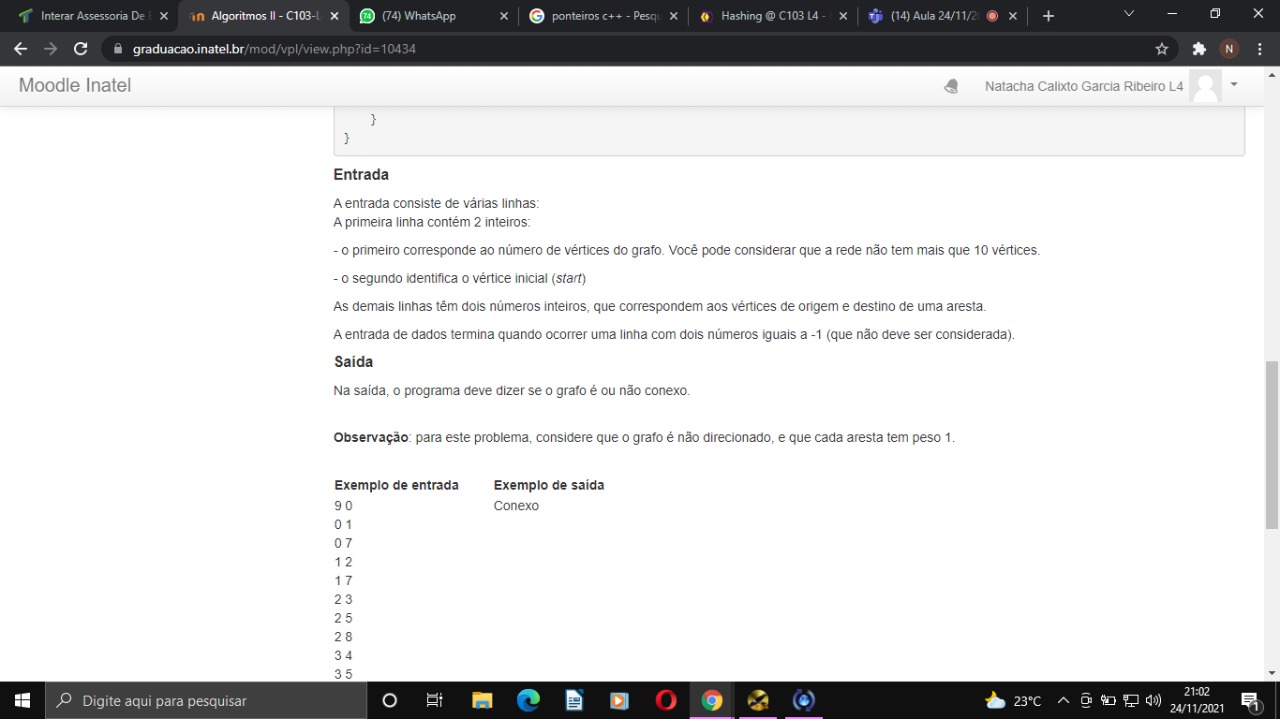 Interar Assessoria De E
Algoritmos II - C103-L
(74) WhatsApp
ponteiros c++ - Pesqu
Hashing @ C103 L4 -
(14) Aula 24/11/2
graduacao.inatel.br/mod/vpl/view.php?id=10434
N
Moodle Inatel
Natacha Calixto Garcia Ribeiro L4
}
}
Entrada
A entrada consiste de várias linhas:
A primeira linha contém 2 inteiros:
- o primeiro corresponde ao número de vértices do grafo. Você pode considerar que a rede não tem mais que 10 vértices.
- o segundo identifica o vértice inicial (start)
As demais linhas têm dois números inteiros, que correspondem aos vértices de origem e destino de uma aresta.
A entrada de dados termina quando ocorrer uma linha com dois números iguais a -1 (que não deve ser considerada).
Saída
Na saída, o programa deve dizer se o grafo é ou não conexo.
Observação: para este problema, considere que o grafo é não direcionado, e que cada aresta tem peso 1.
Exemplo de entrada Exemplo de saída
9 0 Conexo
0 1
0 7
1 2
1 7
2 3
2 5
2 8
3 4
3 5
Digite aqui para pesquisar
23°C
21:02
24/11/2021
1